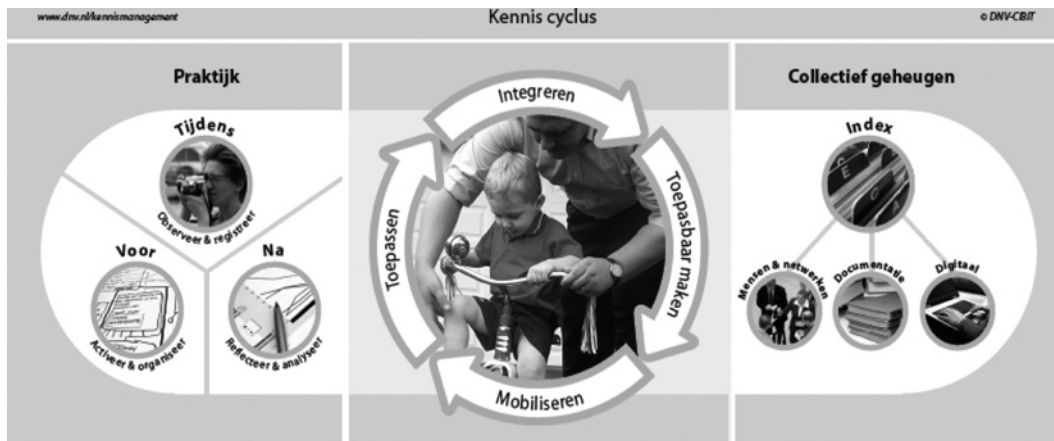 www.dnv.nl/kennismanagement
Kennis cyclus
© DNV-CIBIT
Praktijk
Tijdens
Observeer & registreer
Voor
Activeer & organiseer
Na
Reflecteer & analyseer
Integreren
Toepasbaar maken
Mobiliseren
Toepassen
Collectief geheugen
Index
Mensen & netwerken
Documentatie
Digitaal